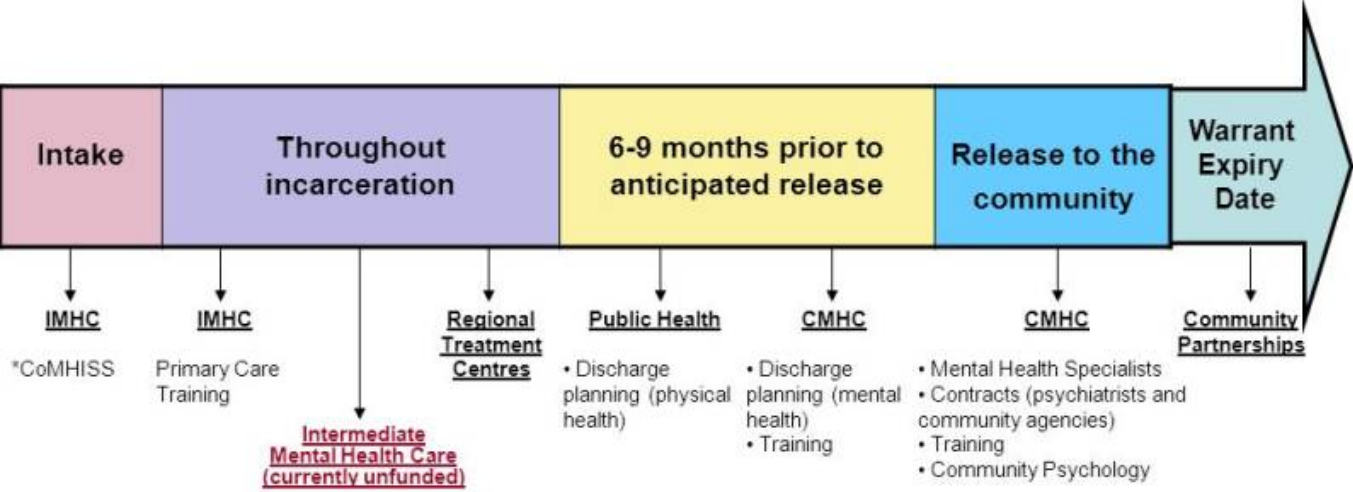 Intake
Throughout
incarceration
6-9 months prior to
anticipated release
Release to the
community
Warrant
Expiry
Date
IMHC
*CoMHISS
IMHC
Primary Care
Training
Intermediate
Mental Health Care
(currently unfunded)
Regional
Treatment
Centres
Public Health
• Discharge
planning (physical
health)
CMHC
• Discharge
planning (mental
health)
• Training
CMHC
• Mental Health Specialists
• Contracts (psychiatrists and
community agencies)
• Training
• Community Psychology
Community
Partnerships